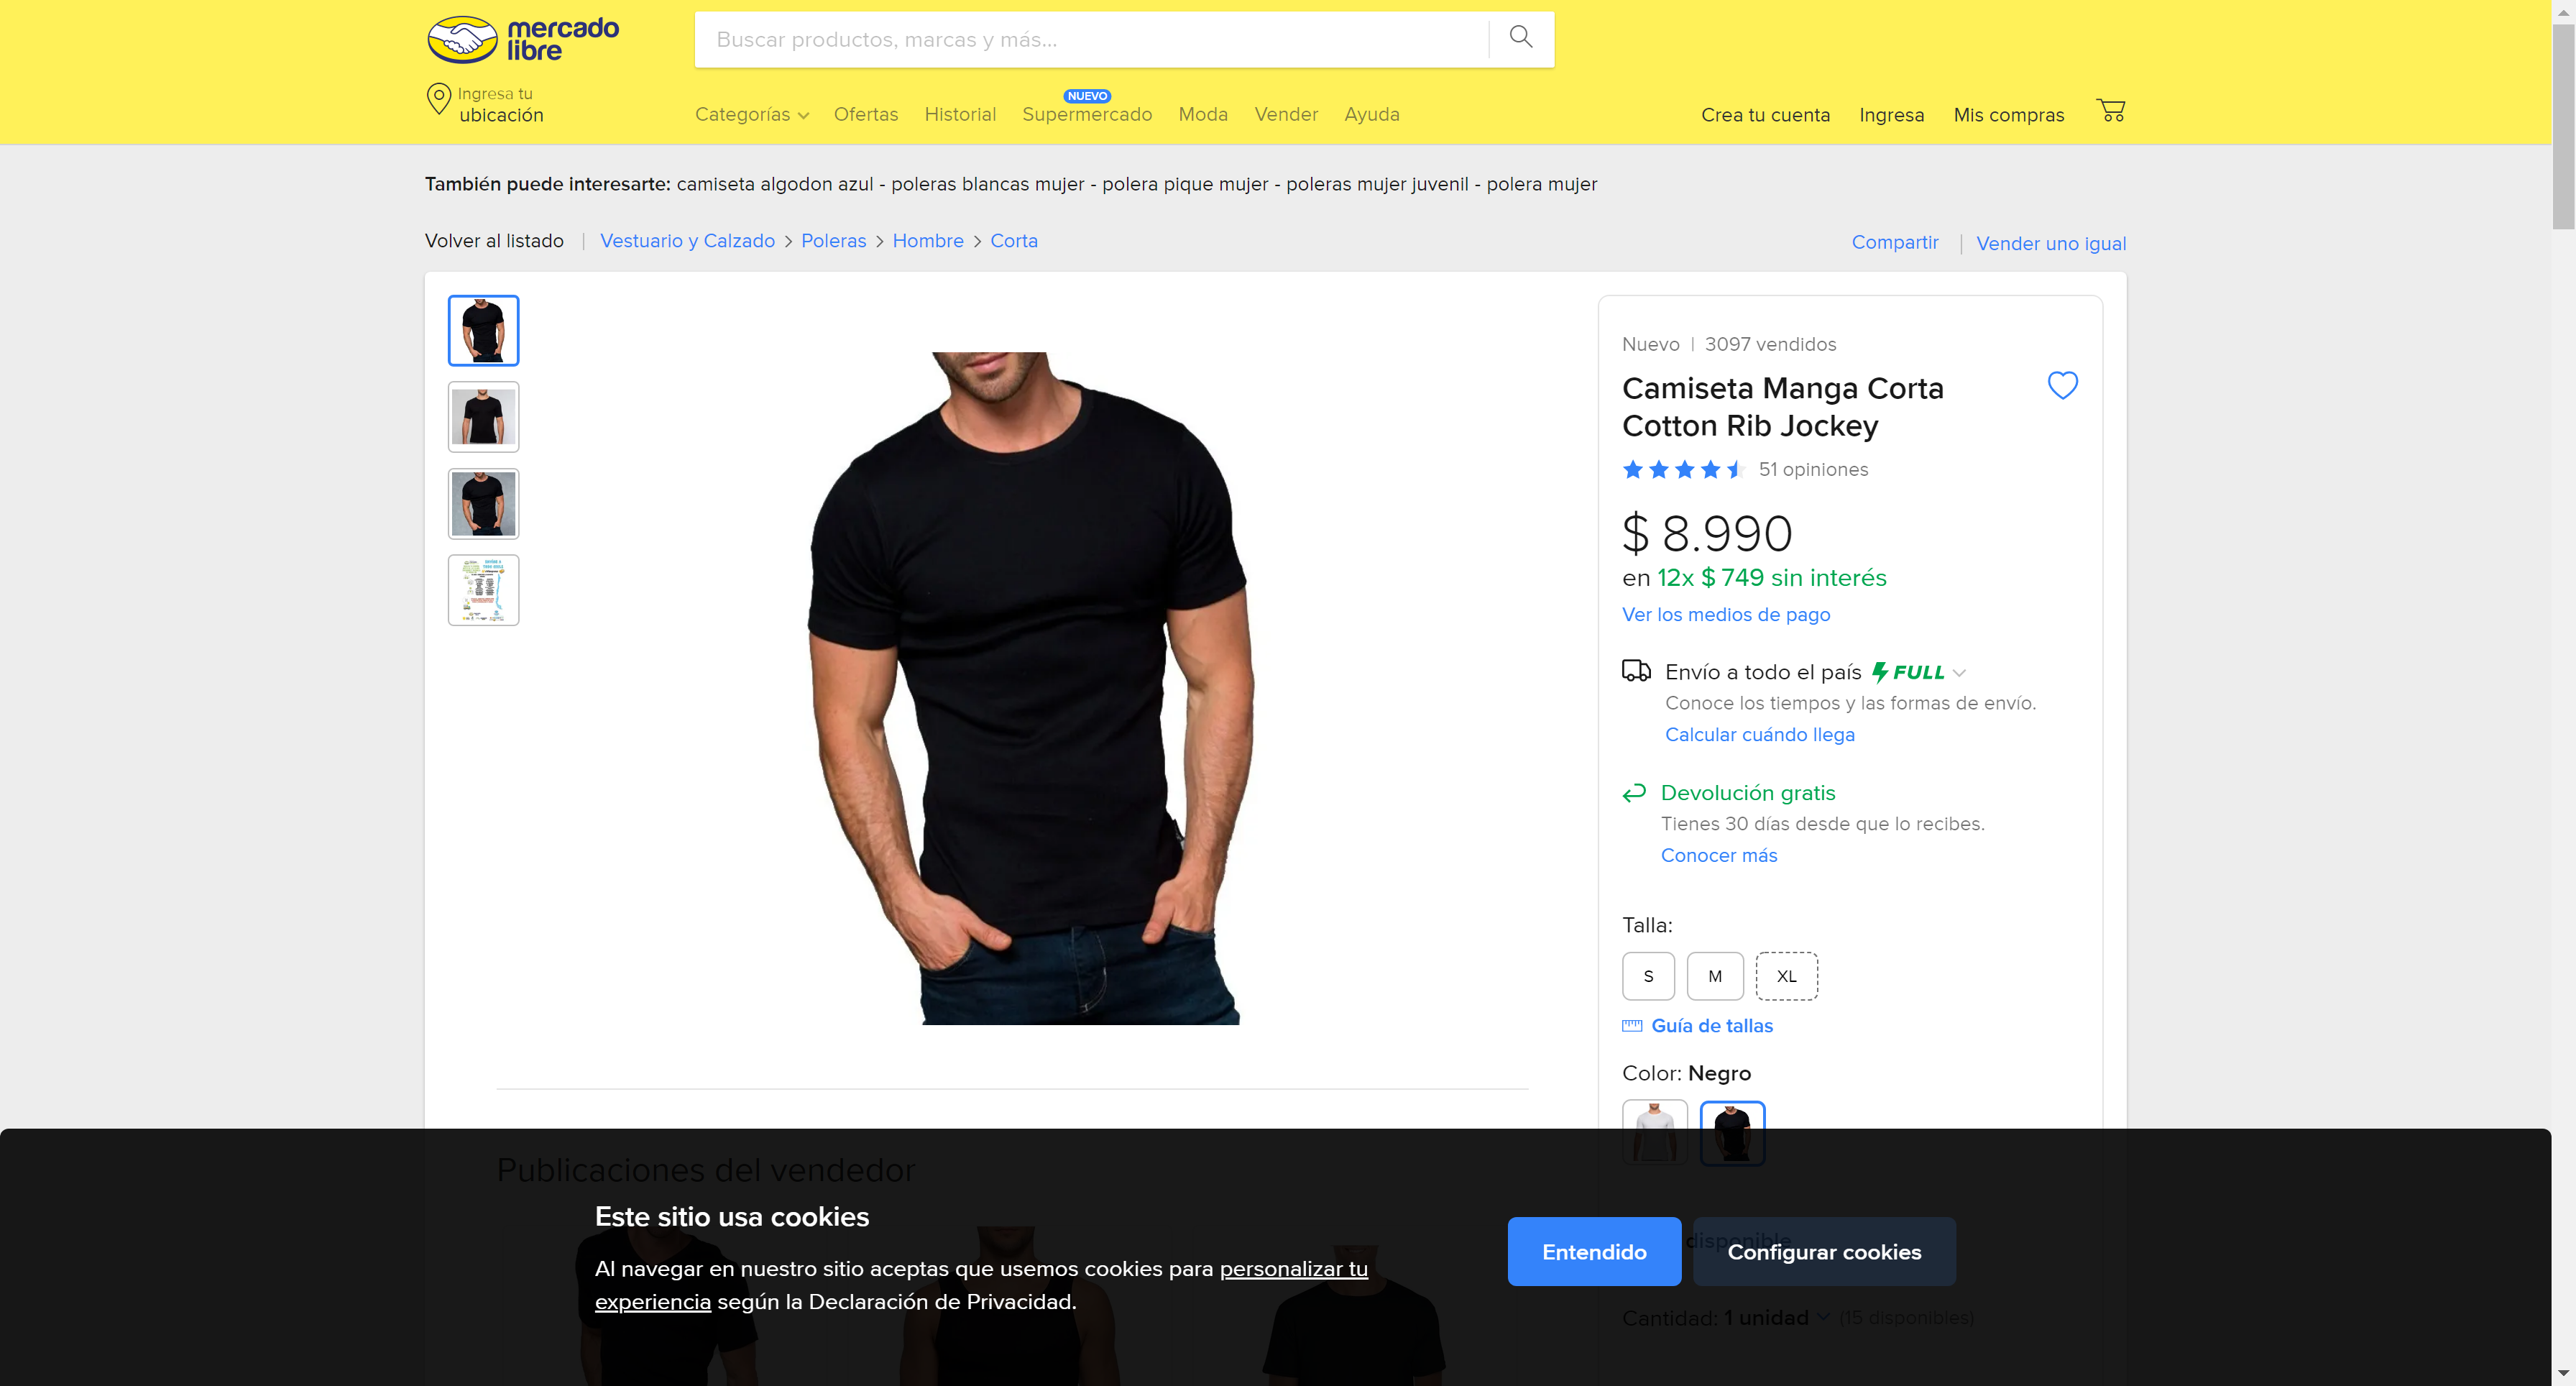 mercado
libre
Buscar productos, marcas y más...
Ingresa tu
ubicación
Categorías
Ofertas
Historial
NUEVO
Supermercado
Moda
Vender
Ayuda
Crea tu cuenta
Ingresa
Mis compras
También puede interesarte: camiseta algodon azul - poleras blancas mujer - polera pique mujer - poleras mujer juvenil - polera mujer
Volver al listado | Vestuario y Calzado > Poleras > Hombre > Corta
Compartir | Vender uno igual
Nuevo | 3097 vendidos
Camiseta Manga Corta
Cotton Rib Jockey
51 opiniones
$ 8.990
en 12x $ 749 sin interés
Ver los medios de pago
Envío a todo el país FULL
Conoce los tiempos y las formas de envío.
Calcular cuándo llega
Devolución gratis
Tienes 30 días desde que lo recibes.
Conocer más
Talla:
S
M
XL
Guía de tallas
Color: Negro
Publicaciones del vendedor
Este sitio usa cookies
Al navegar en nuestro sitio aceptas que usemos cookies para personalizar tu
experiencia según la Declaración de Privacidad.
Entendido
disponible
Configurar cookies
Cantidad: 1 unidad (15 disponibles)